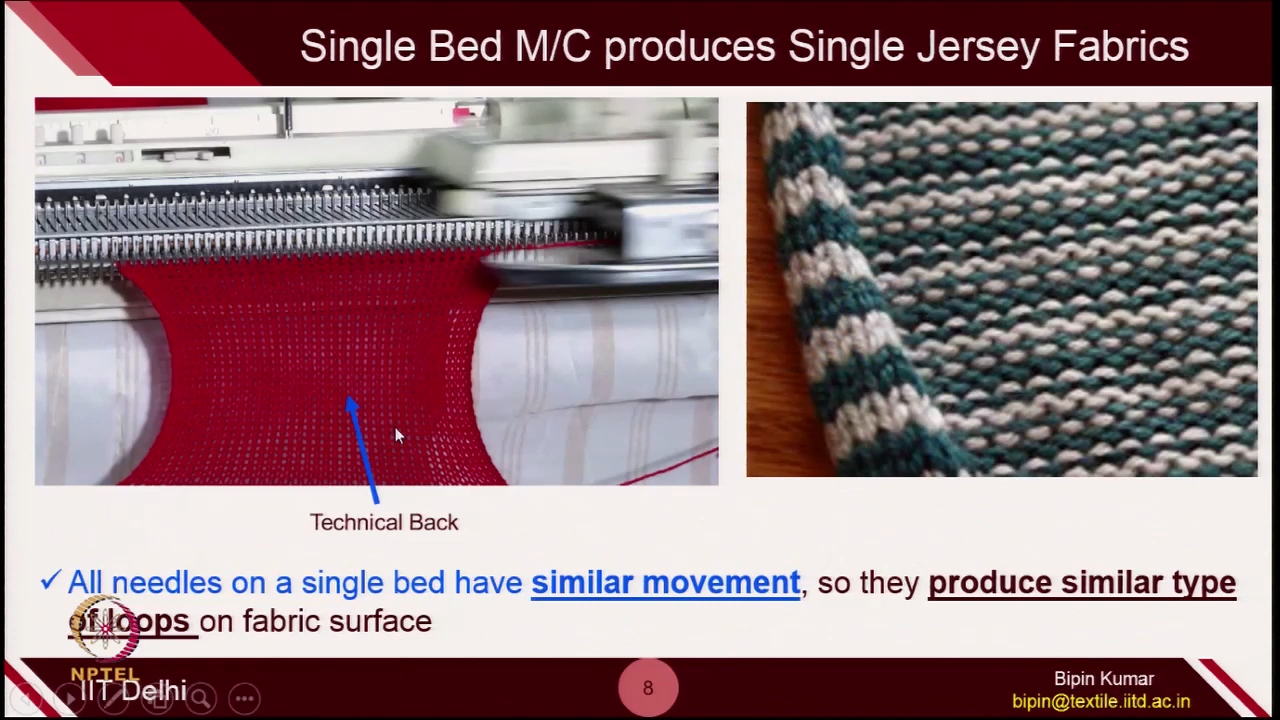 Single Bed M/C produces Single Jersey Fabrics
Technical Back
✓ All needles on a single bed have similar movement, so they produce similar type
of loops on fabric surface
NPTEL
IIT Delhi
8
Bipin Kumar
bipin@textile.iitd.ac.in